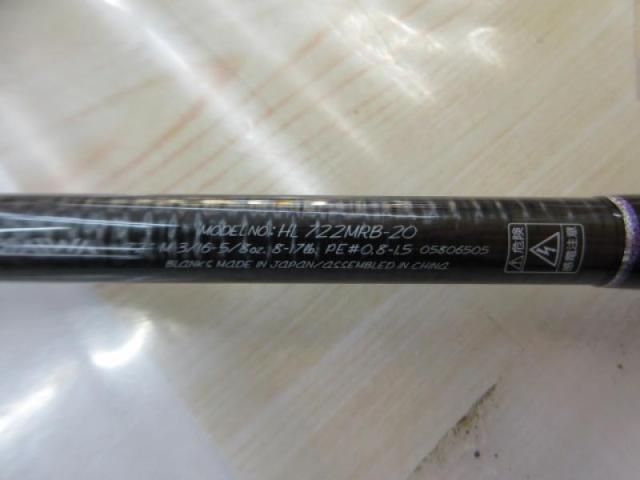 MODEL NO: HL 722MRB-20
M 3/16-5/8oz. 8-17lb. PE#0.8-1.5 05806505
BLANKS MADE IN JAPAN/ASSEMBLED IN CHINA
危険
感電注意